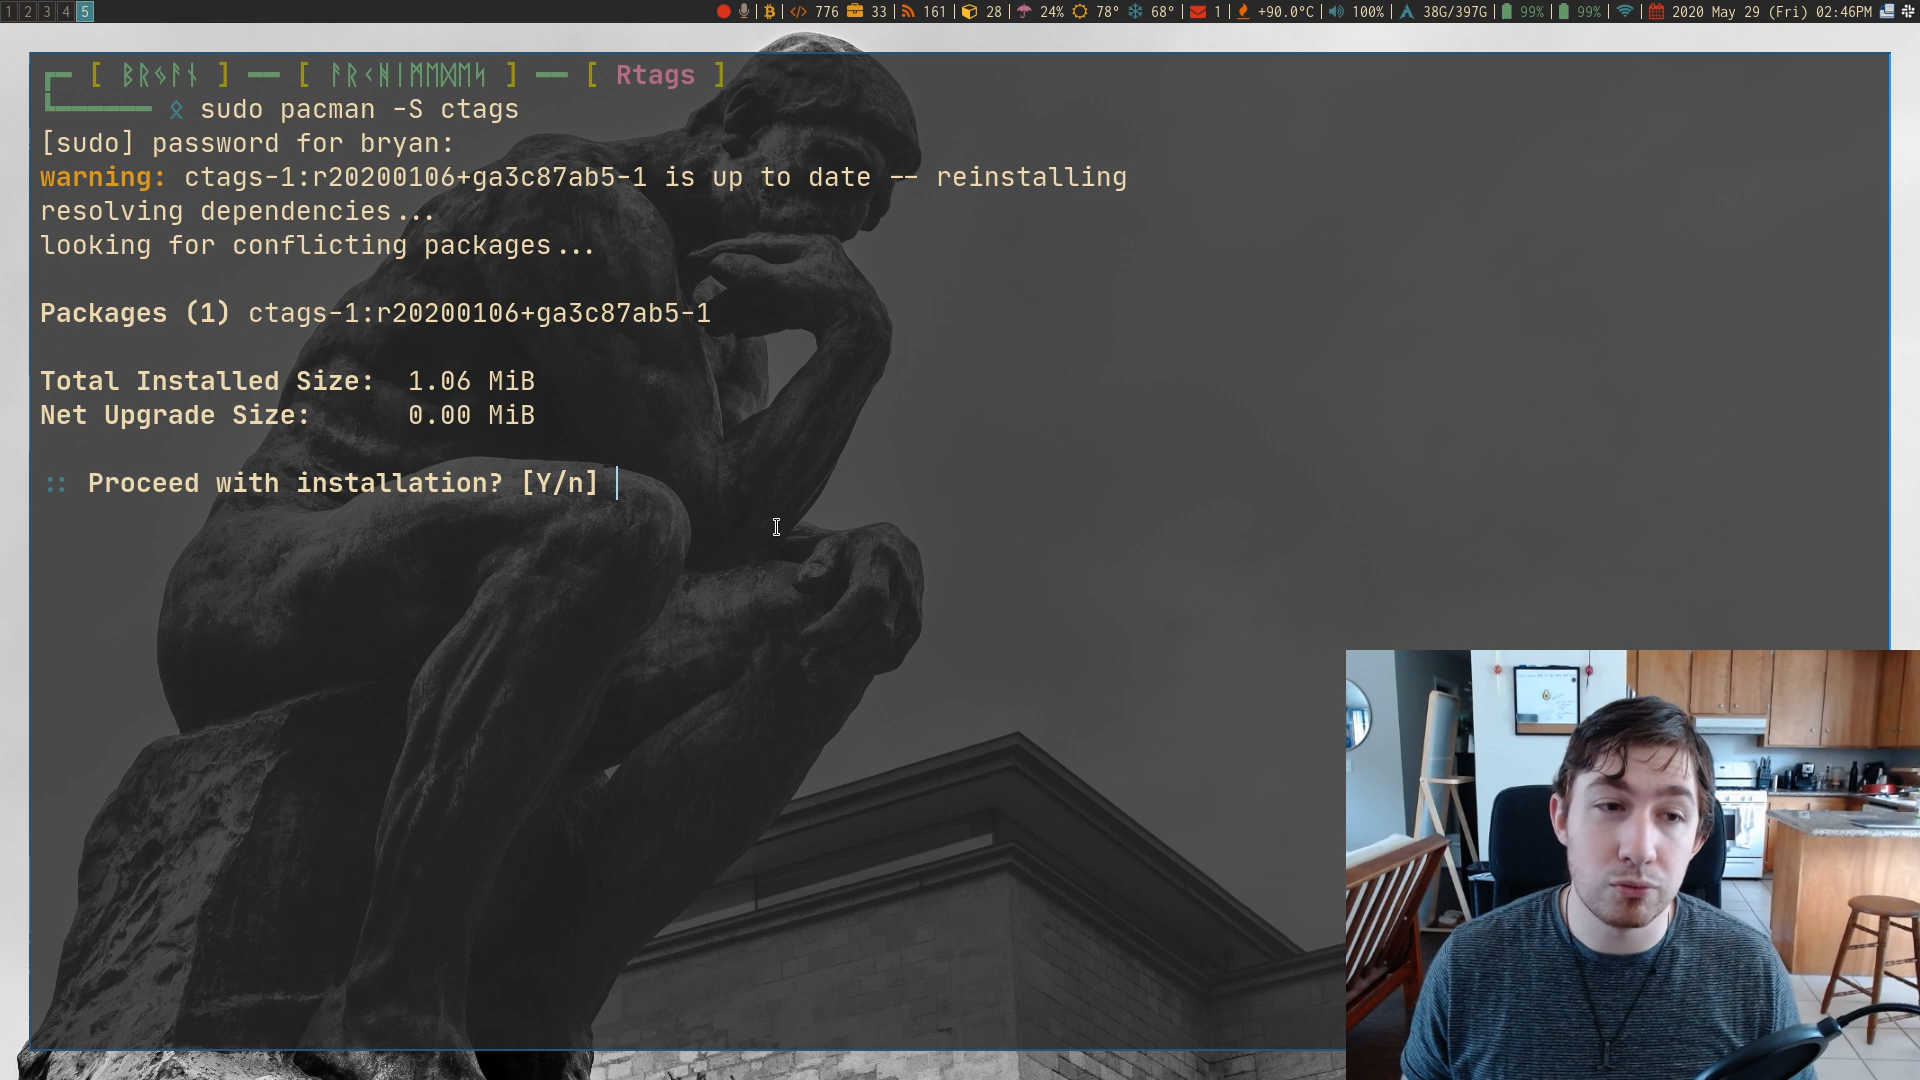 1 2 3 4 5 776 33 161 28 24% 78° 68° 1 +90.0°C 100% 38G/397G 99% 99% 2020 May 29 (Fri) 02:46PM
[ ᛒᚱᛃᚨᚾ ] [ ᚨᚱᚲᚺᛁᛗᛖᛞᛖᛊ ] [ Rtags ]
ᛟ sudo pacman -S ctags
[sudo] password for bryan:
warning: ctags-1:r20200106+ga3c87ab5-1 is up to date -- reinstalling
resolving dependencies...
looking for conflicting packages...
Packages (1) ctags-1:r20200106+ga3c87ab5-1
Total Installed Size: 1.06 MiB
Net Upgrade Size: 0.00 MiB
:: Proceed with installation? [Y/n]